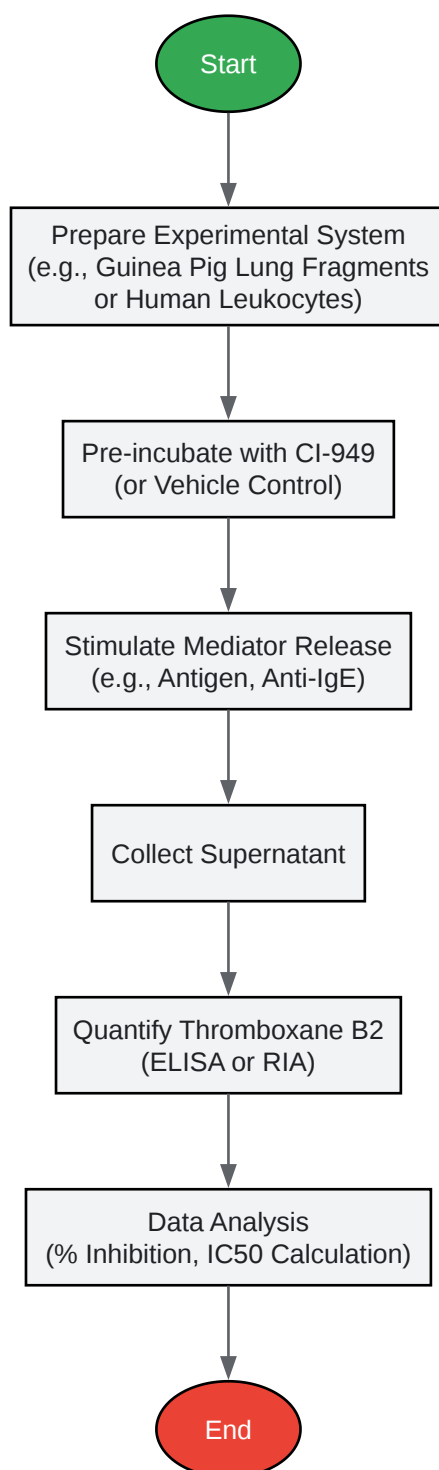 Start
Prepare Experimental System
(e.g., Guinea Pig Lung Fragments
or Human Leukocytes)
Pre-incubate with CI-949
(or Vehicle Control)
Stimulate Mediator Release
(e.g., Antigen, Anti-IgE)
Collect Supernatant
Quantify Thromboxane B2
(ELISA or RIA)
Data Analysis
(% Inhibition, IC50 Calculation)
End